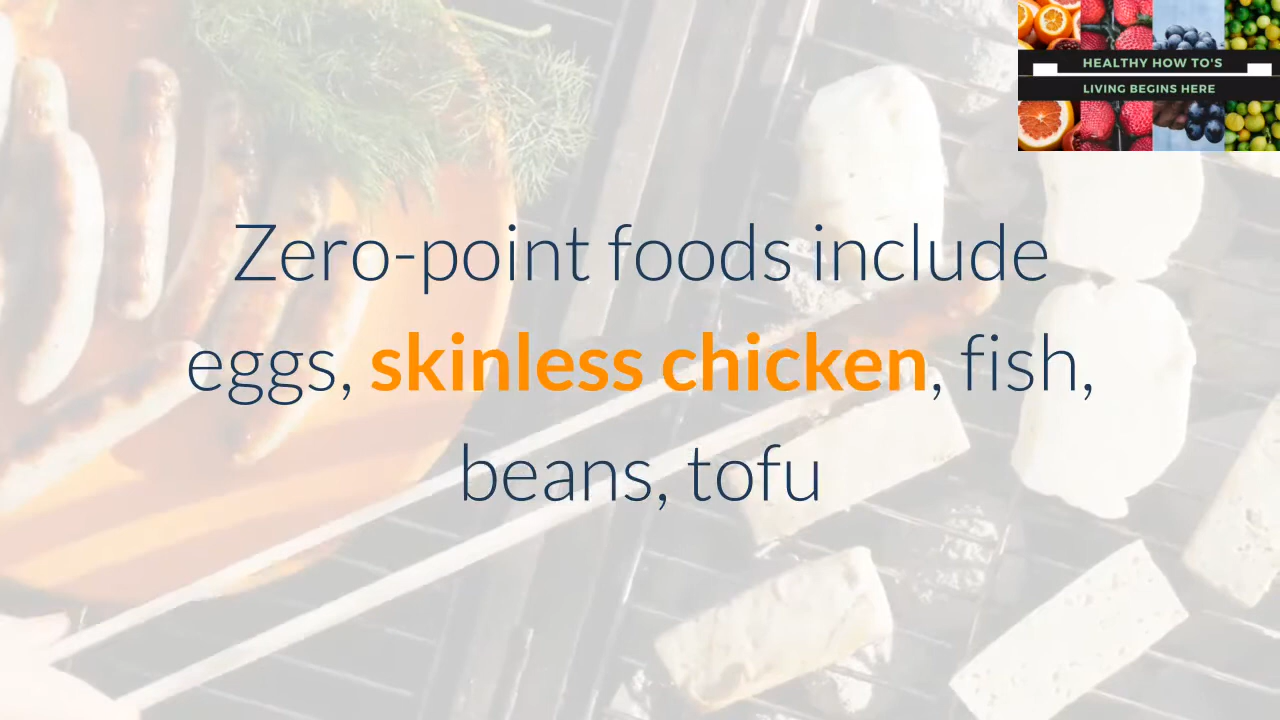 HEALTHY HOW TO'S
LIVING BEGINS HERE
Zero-point foods include
eggs, skinless chicken, fish,
beans, tofu